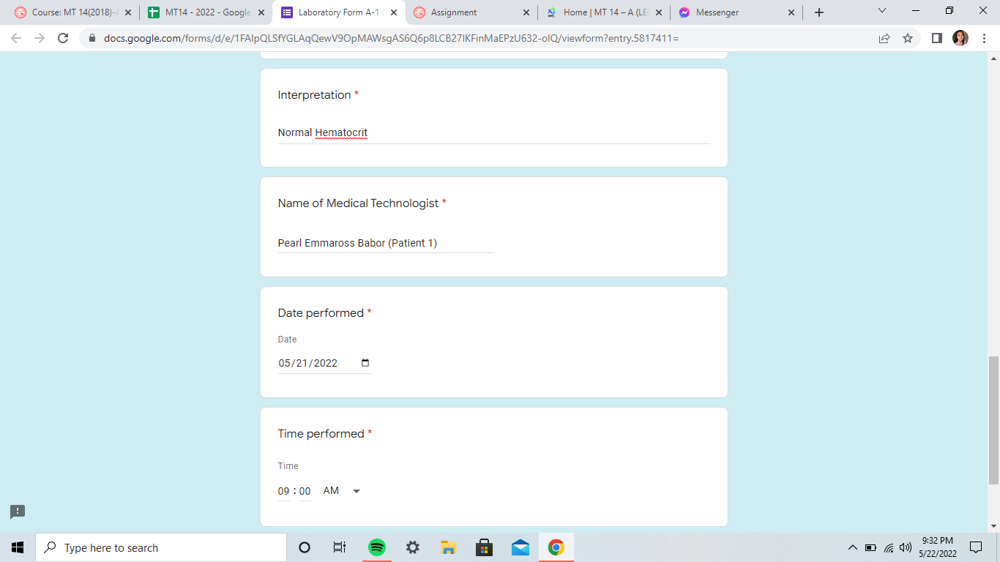 Course: MT 14(2018)-
MT14 - 2022 - Google
Laboratory Form A-1
Assignment
Home | MT 14 – A (LE
Messenger
docs.google.com/forms/d/e/1FAIpQLSfYGLAqQewV9OpMAWsgAS6Q6p8LCB27IKFinMaEPzU632-oIQ/viewform?entry.5817411=
Interpretation *
Normal Hematocrit
Name of Medical Technologist *
Pearl Emmaross Babor (Patient 1)
Date performed *
Date
05/21/2022
Time performed *
Time
09 : 00 AM
Type here to search
9:32 PM
5/22/2022